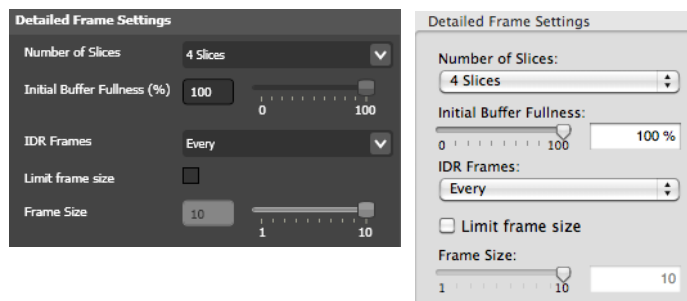 Detailed Frame Settings
Number of Slices 4 Slices
Initial Buffer Fullness (%) 100
0 100
IDR Frames Every
Limit frame size
Frame Size 10
1 10
Detailed Frame Settings
Number of Slices:
4 Slices
Initial Buffer Fullness:
100 %
0 100
IDR Frames:
Every
Limit frame size
Frame Size:
10
1 10